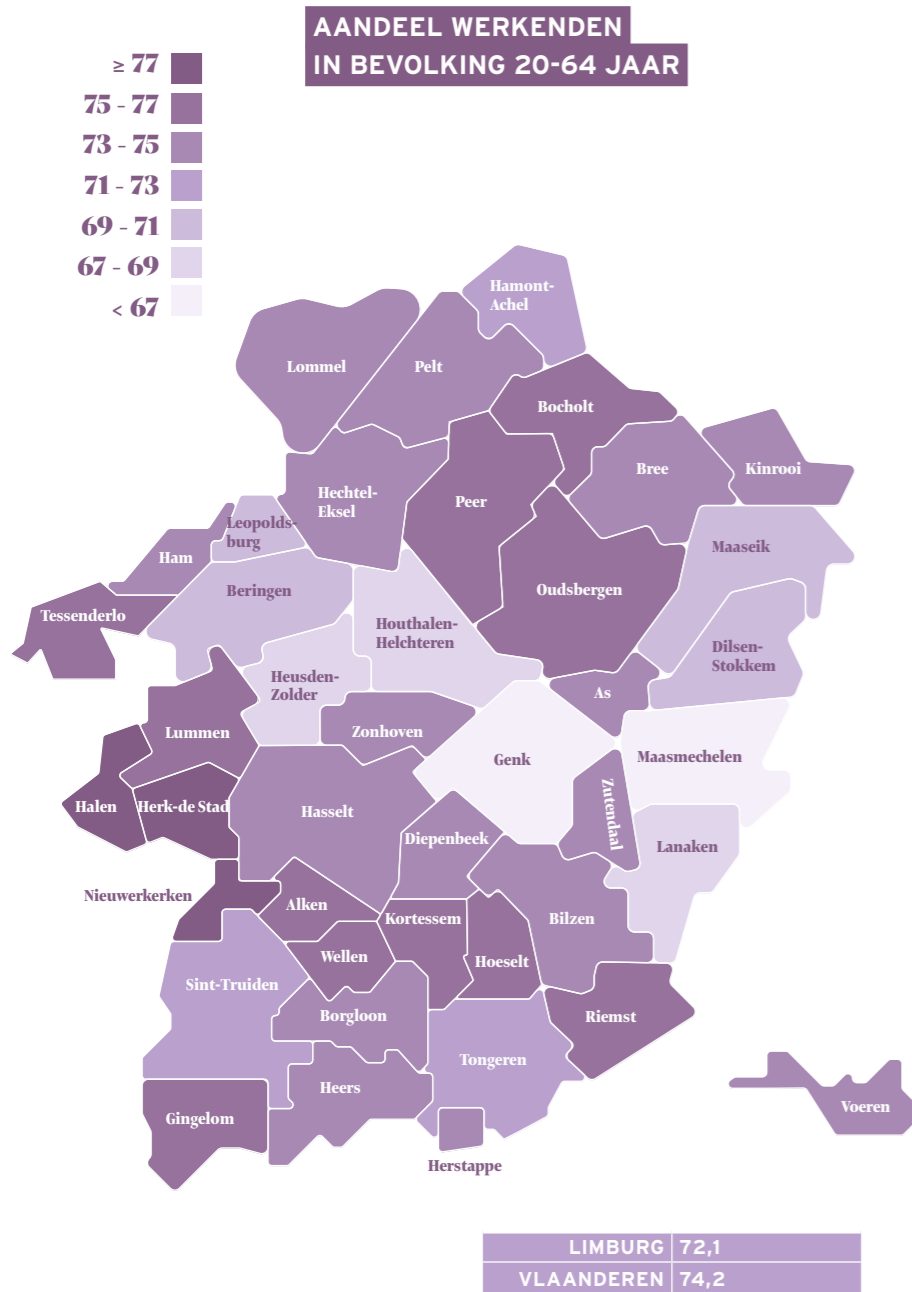 AANDEEL WERKENDEN
IN BEVOLKING 20-64 JAAR
≥ 77
75 - 77
73 - 75
71 - 73
69 - 71
67 - 69
< 67
Hamont-
Achel
Lommel
Pelt
Bocholt
Bree
Kinrooi
Hechtel-
Eksel
Peer
Leopolds-
burg
Ham
Maaseik
Beringen
Oudsbergen
Tessenderlo
Houthalen-
Helchteren
Dilsen-
Stokkem
Heusden-
Zolder
As
Lummen
Zonhoven
Genk
Maasmechelen
Halen
Herk-de Stad
Hasselt
Zutendaal
Diepenbeek
Lanaken
Nieuwerkerken
Alken
Kortessem
Bilzen
Wellen
Hoeselt
Sint-Truiden
Borgloon
Riemst
Tongeren
Heers
Voeren
Gingelom
Herstappe
LIMBURG 72,1
VLAANDEREN 74,2